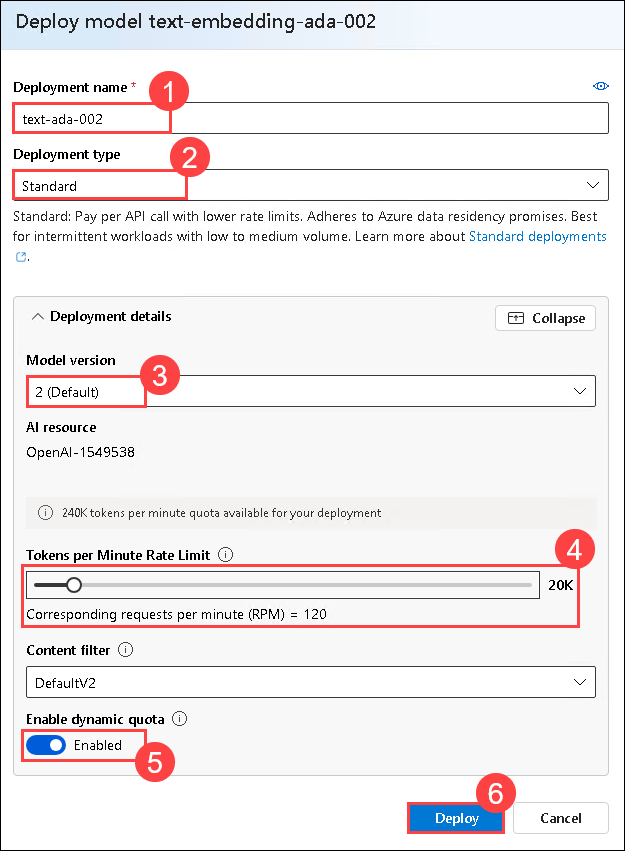 Deploy model text-embedding-ada-002
Deployment name *
1
text-ada-002
Deployment type
2
Standard
Standard: Pay per API call with lower rate limits. Adheres to Azure data residency promises. Best
for intermittent workloads with low to medium volume. Learn more about Standard deployments
.
Deployment details
Collapse
Model version
3
2 (Default)
AI resource
OpenAI-1549538
240K tokens per minute quota available for your deployment
Tokens per Minute Rate Limit
4
20K
Corresponding requests per minute (RPM) = 120
Content filter
DefaultV2
Enable dynamic quota
Enabled
5
6
Deploy
Cancel